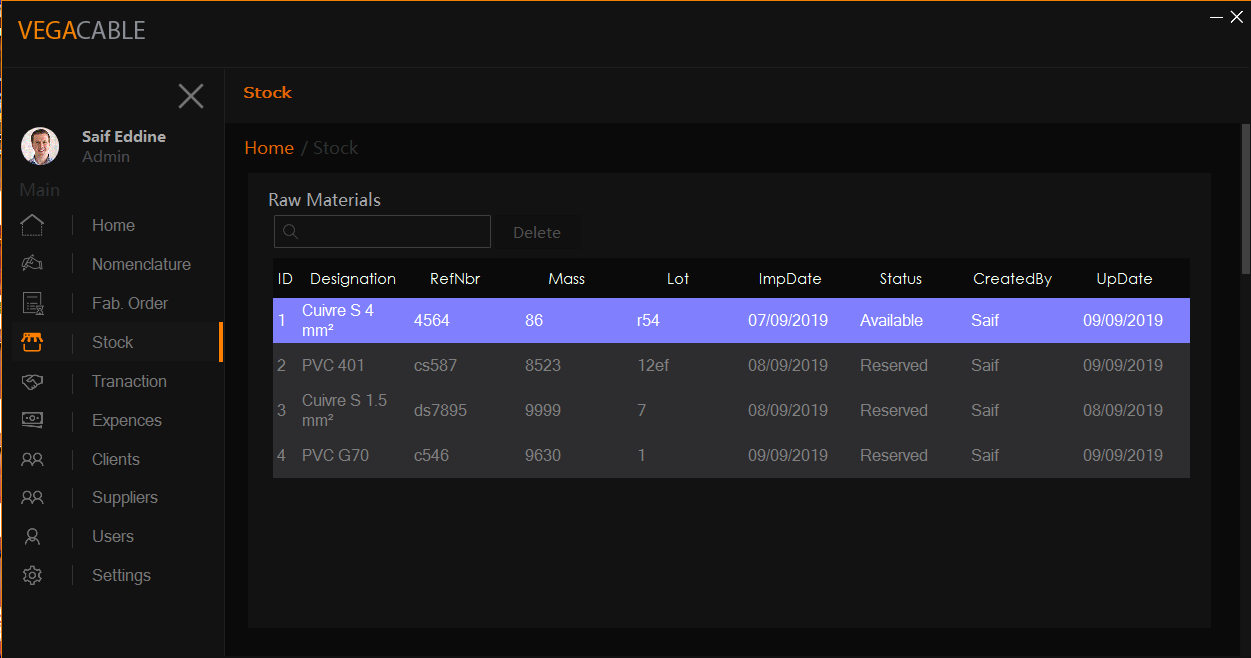 VEGACABLE
Stock
Saif Eddine
Admin
Main
Home
Nomenclature
Fab. Order
Stock
Tranaction
Expences
Clients
Suppliers
Users
Settings
Home / Stock
Raw Materials
Delete
ID Designation RefNbr Mass Lot ImpDate Status CreatedBy UpDate
1 Cuivre S 4 mm² 4564 86 r54 07/09/2019 Available Saif 09/09/2019
2 PVC 401 cs587 8523 12ef 08/09/2019 Reserved Saif 09/09/2019
3 Cuivre S 1.5 mm² ds7895 9999 7 08/09/2019 Reserved Saif 08/09/2019
4 PVC G70 c546 9630 1 09/09/2019 Reserved Saif 09/09/2019